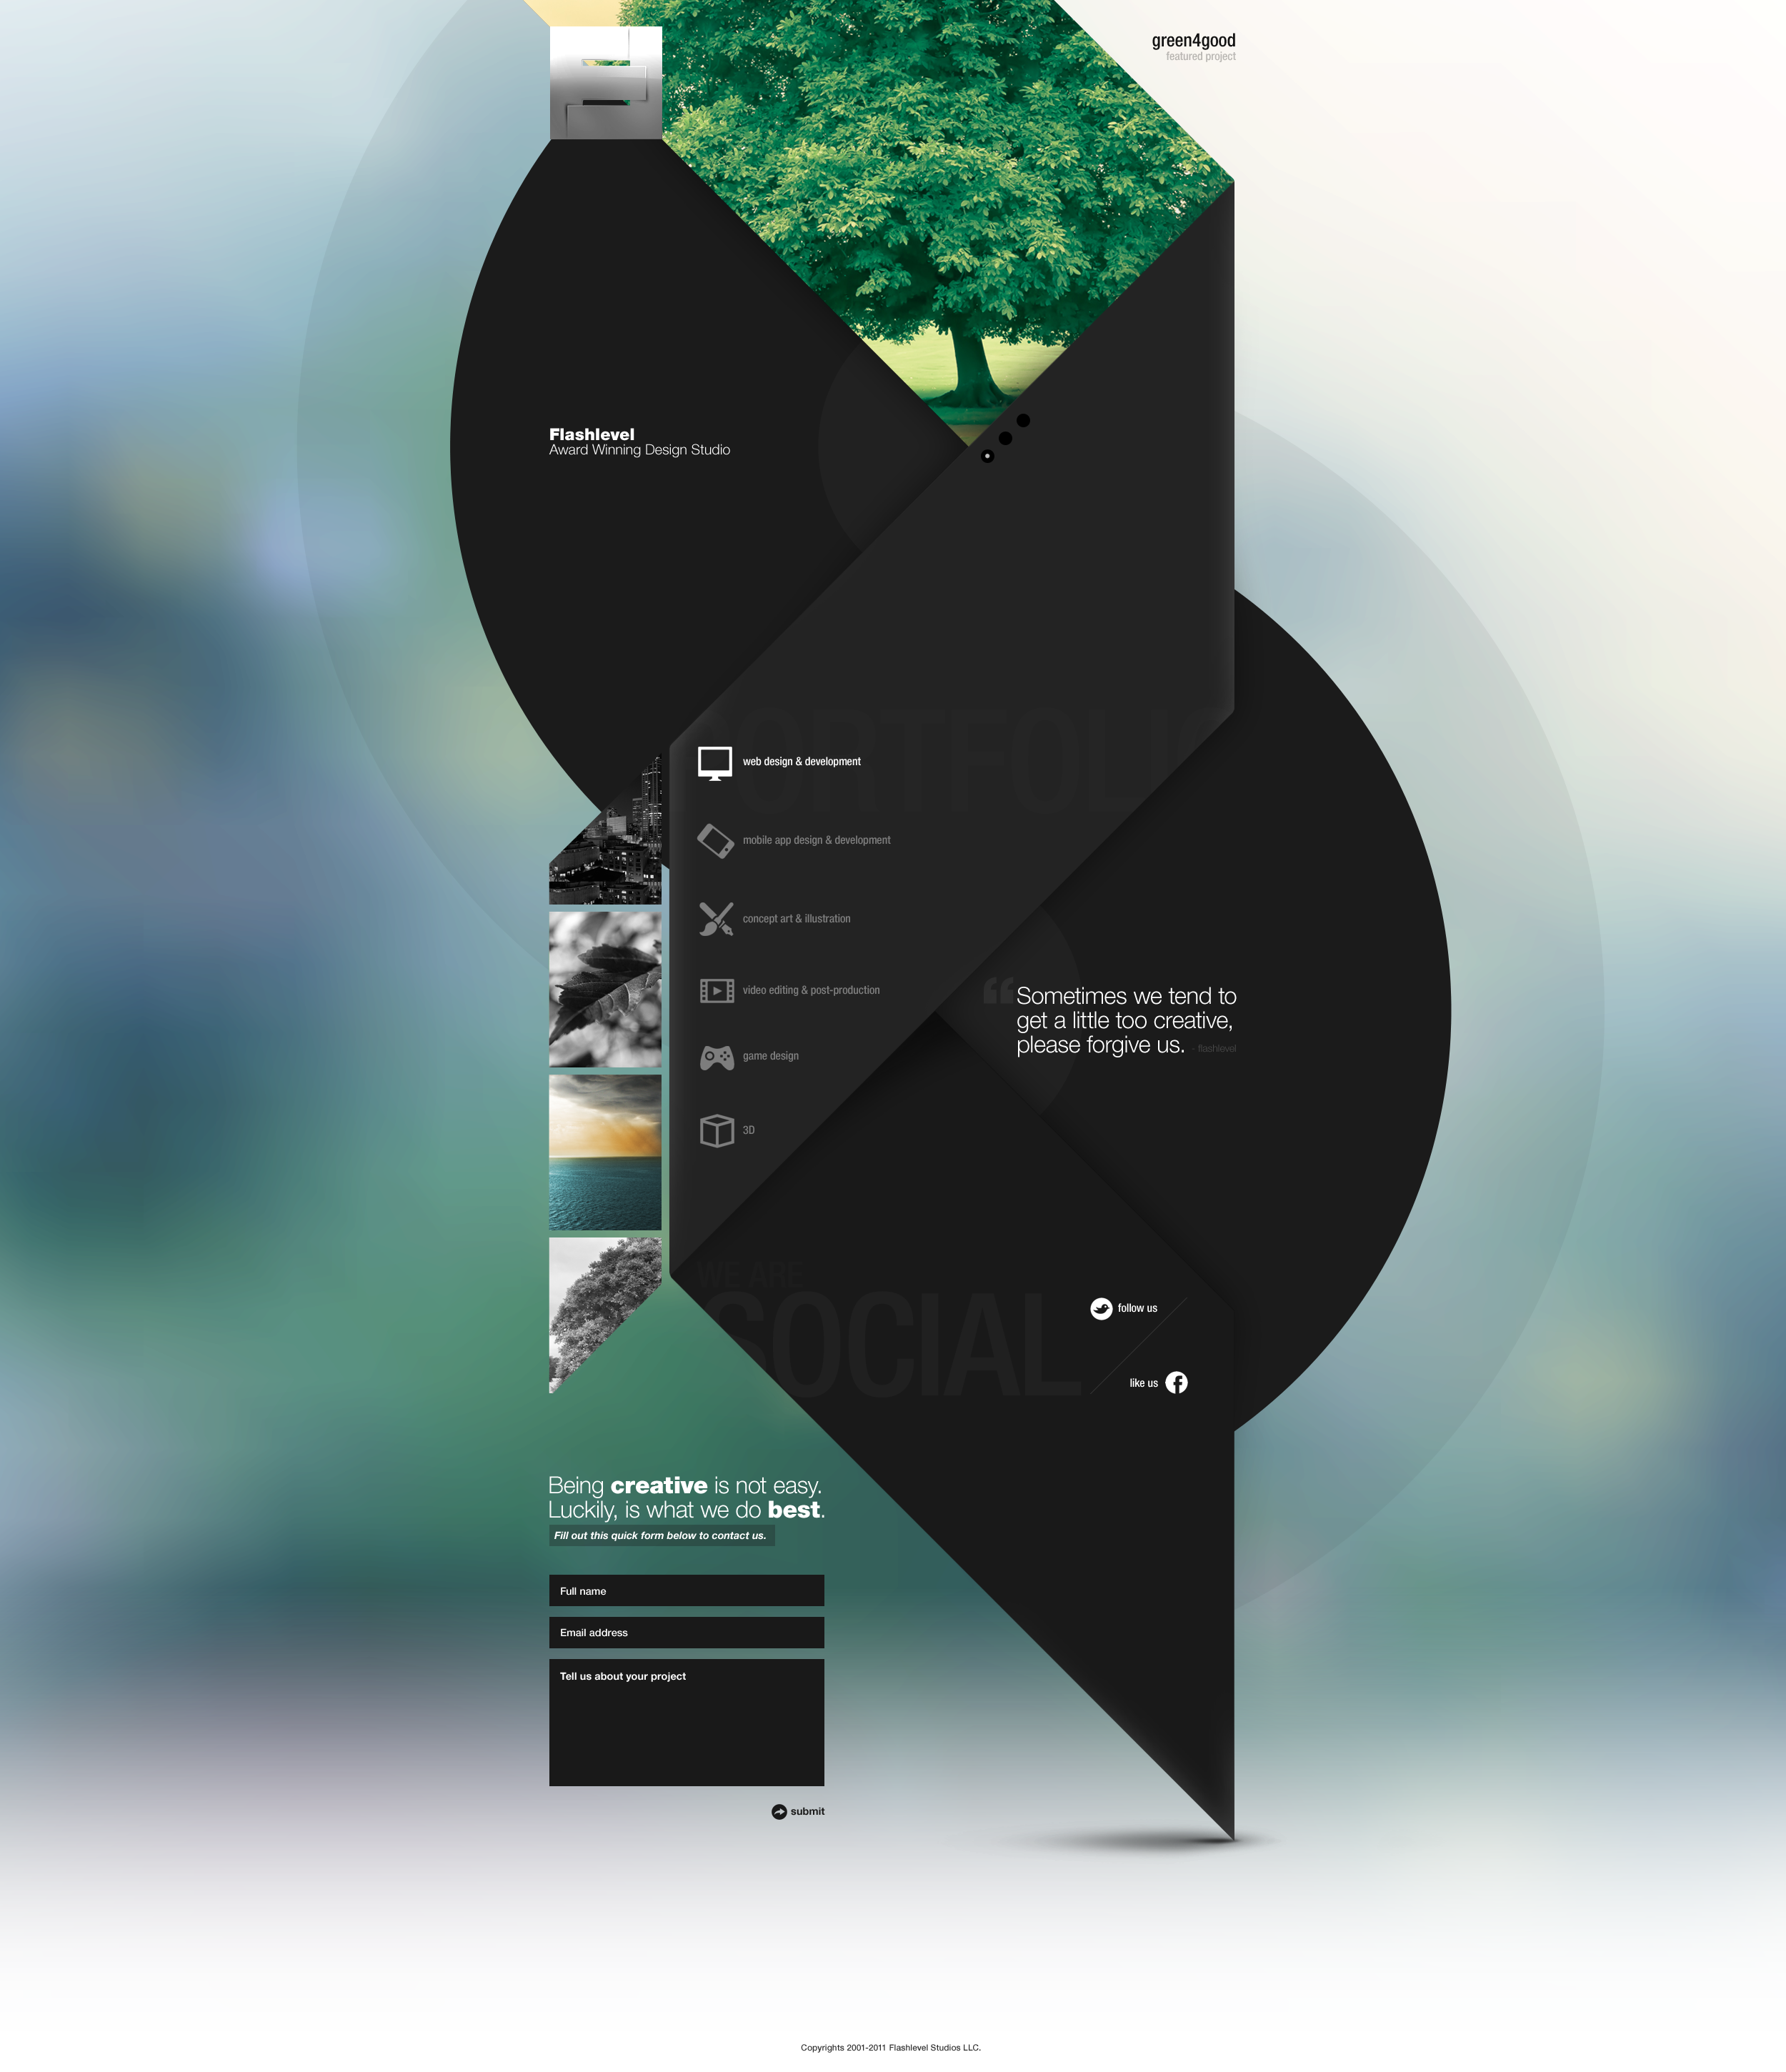 green4good
featured project
Flashlevel
Award Winning Design Studio
PORTFOLIO
web design & development
mobile app design & development
concept art & illustration
video editing & post-production
game design
3D
“Sometimes we tend to
get a little too creative,
please forgive us. - flashlevel
WE ARE
SOCIAL
follow us
like us
Being creative is not easy.
Luckily, is what we do best.
Fill out this quick form below to contact us.
Full name
Email address
Tell us about your project
submit
Copyrights 2001-2011 Flashlevel Studios LLC.